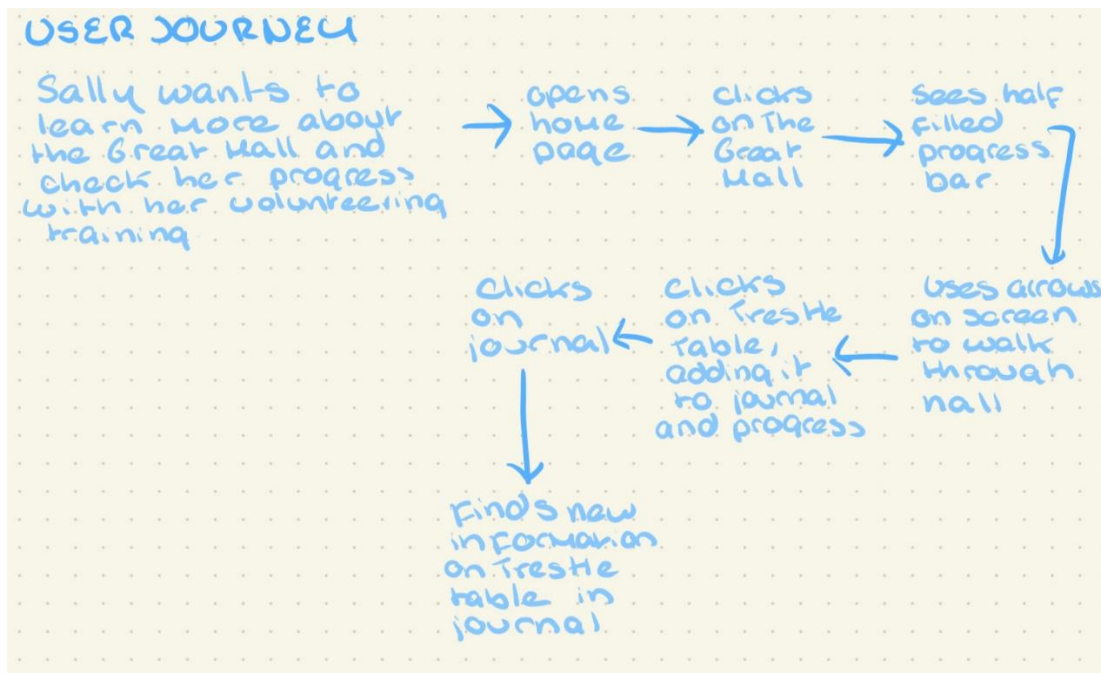 USER JOURNEY
Sally wants to
learn more about
the Great Hall and
check her progress
with her volunteering
training
opens
home
page
clicks
on The
Great
Hall
Sees half
filled
progress
bar
Uses arrows
on screen
to walk
through
hall
Clicks
on Trestle
Table,
adding it
to journal
and progress
Clicks
on
journal
Find's new
information
on Trestle
table in
journal